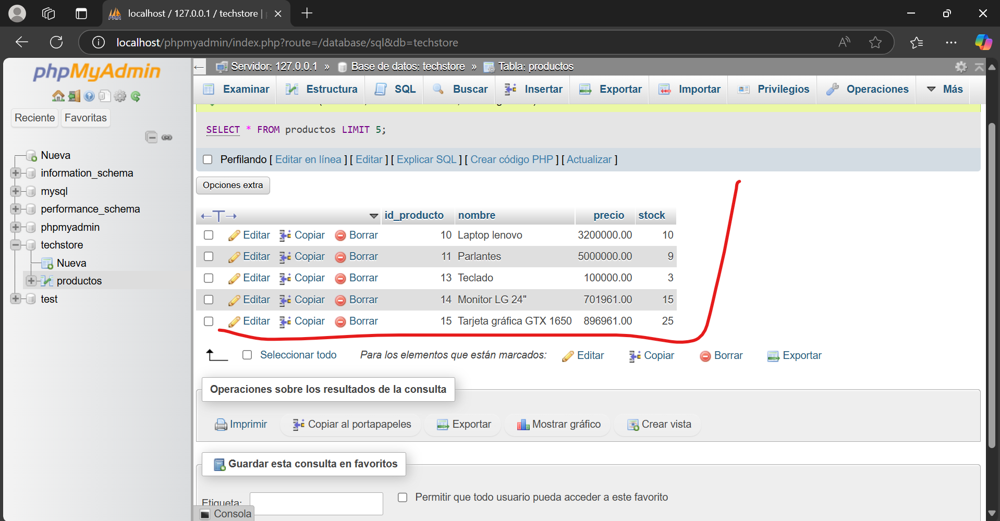 localhost / 127.0.0.1 / techstore |
localhost/phpmyadmin/index.php?route=/database/sql&db=techstore
phpMyAdmin
Reciente Favoritas
Nueva
information_schema
mysql
performance_schema
phpmyadmin
techstore
Nueva
productos
test
Servidor: 127.0.0.1 » Base de datos: techstore » Tabla: productos
Examinar Estructura SQL Buscar Insertar Exportar Importar Privilegios Operaciones Más
SELECT * FROM productos LIMIT 5;
Perfilando [ Editar en línea ] [ Editar ] [ Explicar SQL ] [ Crear código PHP ] [ Actualizar ]
Opciones extra
←T→ id_producto nombre precio stock
Editar Copiar Borrar 10 Laptop lenovo 3200000.00 10
Editar Copiar Borrar 11 Parlantes 5000000.00 9
Editar Copiar Borrar 13 Teclado 100000.00 3
Editar Copiar Borrar 14 Monitor LG 24" 701961.00 15
Editar Copiar Borrar 15 Tarjeta gráfica GTX 1650 896961.00 25
Seleccionar todo Para los elementos que están marcados: Editar Copiar Borrar Exportar
Operaciones sobre los resultados de la consulta
Imprimir Copiar al portapapeles Exportar Mostrar gráfico Crear vista
Guardar esta consulta en favoritos
Etiqueta: Permitir que todo usuario pueda acceder a este favorito
Consola